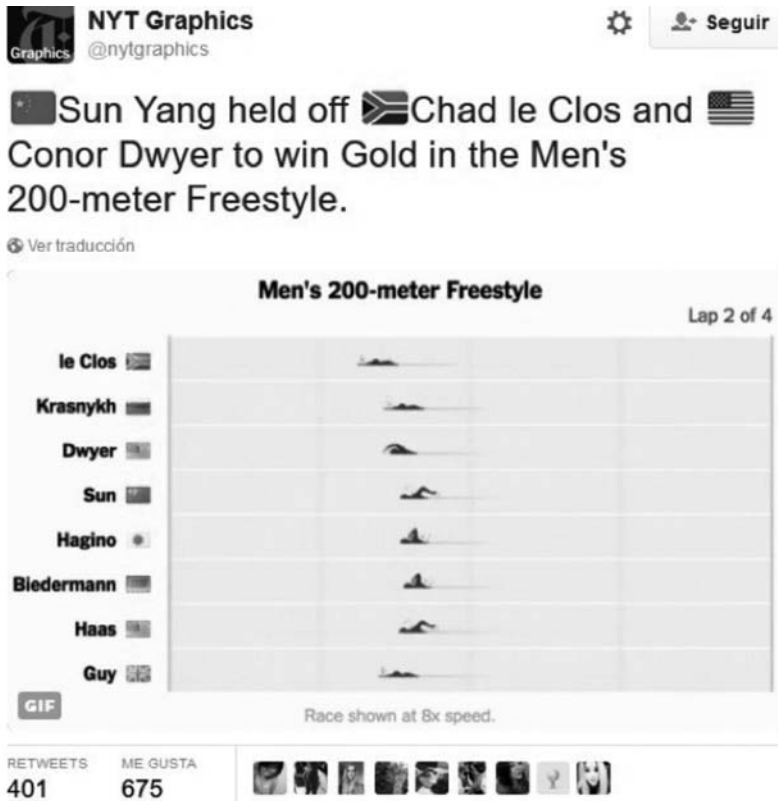 Graphics
NYT Graphics
@nytgraphics
Seguir
Sun Yang held off Chad le Clos and
Conor Dwyer to win Gold in the Men's
200-meter Freestyle.
Ver traducción
Men's 200-meter Freestyle
Lap 2 of 4
le Clos
Krasnykh
Dwyer
Sun
Hagino
Biedermann
Haas
Guy
GIF
Race shown at 8x speed.
RETWEETS
401
ME GUSTA
675